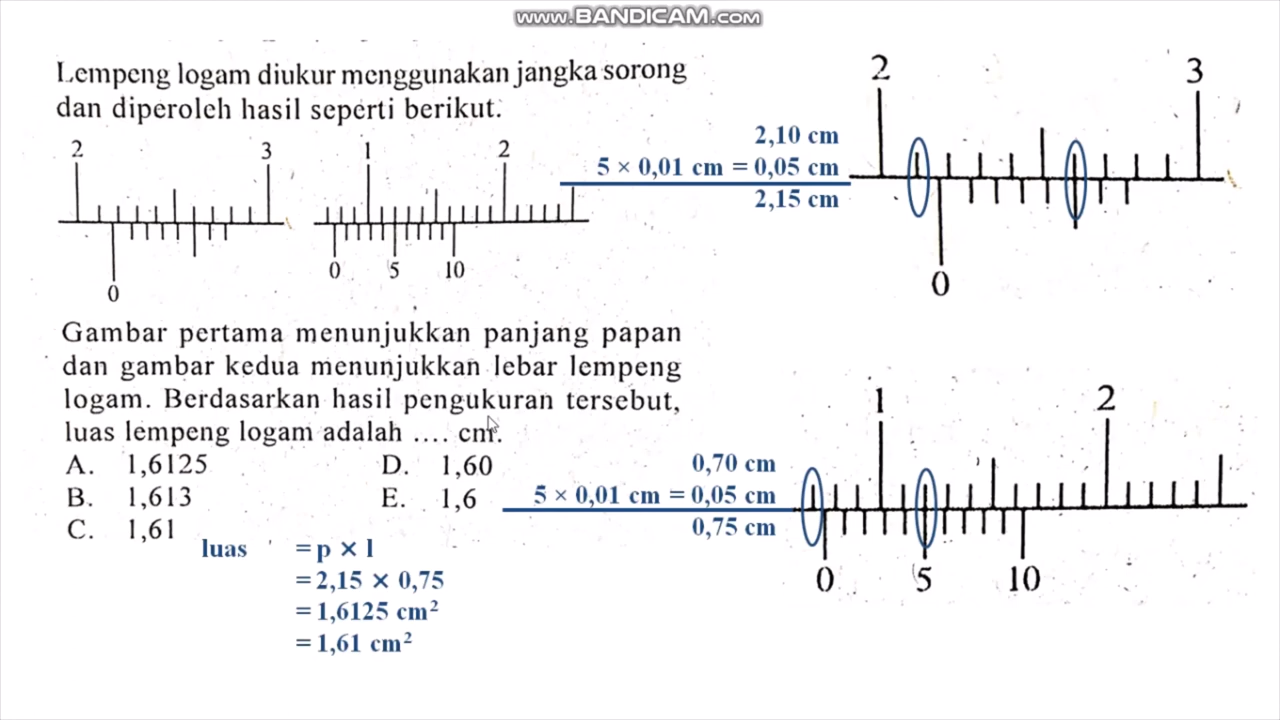 www.BANDICAM.com
Lempeng logam diukur menggunakan jangka sorong
dan diperoleh hasil seperti berikut.
2 3 1 2
0 5 10
0
2 3
2,10 cm
5 × 0,01 cm = 0,05 cm
2,15 cm
0
Gambar pertama menunjukkan panjang papan
dan gambar kedua menunjukkan lebar lempeng
logam. Berdasarkan hasil pengukuran tersebut,
luas lempeng logam adalah .... cm².
A. 1,6125 D. 1,60
B. 1,613 E. 1,6
C. 1,61
1 2
0,70 cm
5 × 0,01 cm = 0,05 cm
0,75 cm
0 5 10
luas = p × l
= 2,15 × 0,75
= 1,6125 cm²
= 1,61 cm²